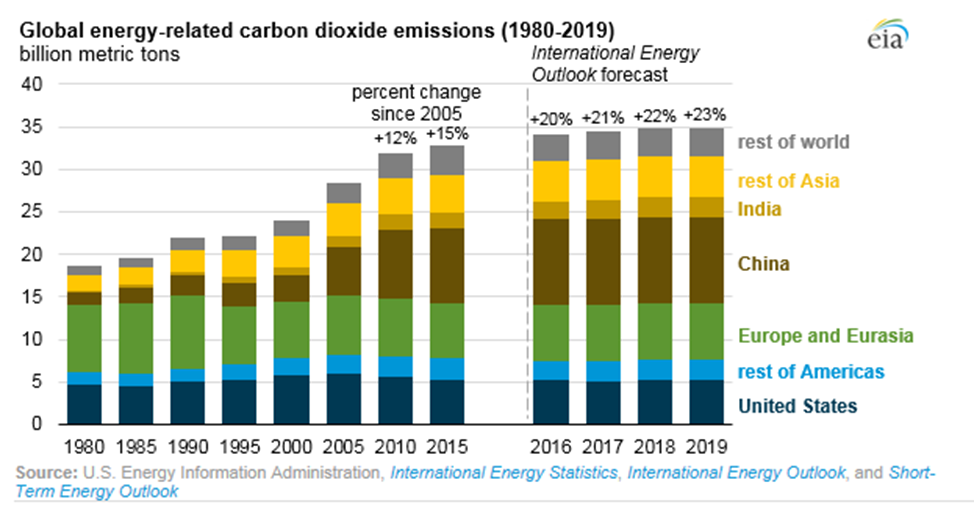 Global energy-related carbon dioxide emissions (1980-2019)
billion metric tons
eia
International Energy
Outlook forecast
percent change
since 2005
+12% +15% +20% +21% +22% +23%
40
35
30
25
20
15
10
5
0
rest of world
rest of Asia
India
China
Europe and Eurasia
rest of Americas
United States
1980 1985 1990 1995 2000 2005 2010 2015 2016 2017 2018 2019
Source: U.S. Energy Information Administration, International Energy Statistics, International Energy Outlook, and Short-
Term Energy Outlook